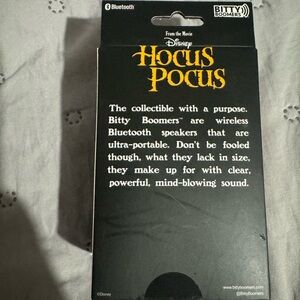 Bluetooth
BITTY
BOOMERS
From the Movie
Disney
HOCUS
POCUS
The collectible with a purpose.
Bitty Boomers™ are wireless
Bluetooth speakers that are
ultra-portable. Don't be fooled
though, what they lack in size,
they make up for with clear,
powerful, mind-blowing sound.
©Disney
www.bittyboomers.com
@bittyboomers